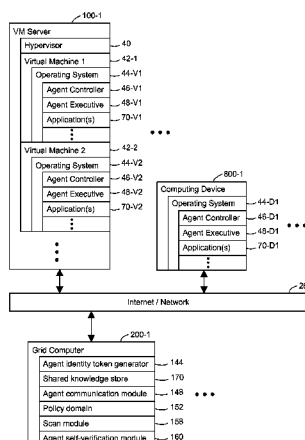 100-1
VM Server
Hypervisor
40
Virtual Machine 1
42-1
Operating System
44-V1
Agent Controller
46-V1
Agent Executive
48-V1
Application(s)
70-V1
Virtual Machine 2
42-2
Operating System
44-V2
Agent Controller
46-V2
Agent Executive
48-V2
Application(s)
70-V2
800-1
Computing Device
Operating System
44-D1
Agent Controller
46-D1
Agent Executive
48-D1
Application(s)
70-D1
Internet / Network
200-1
Grid Computer
Agent identity token generator
144
Shared knowledge store
170
Agent communication module
148
Policy domain
152
Scan module
158
Agent self-verification module
160